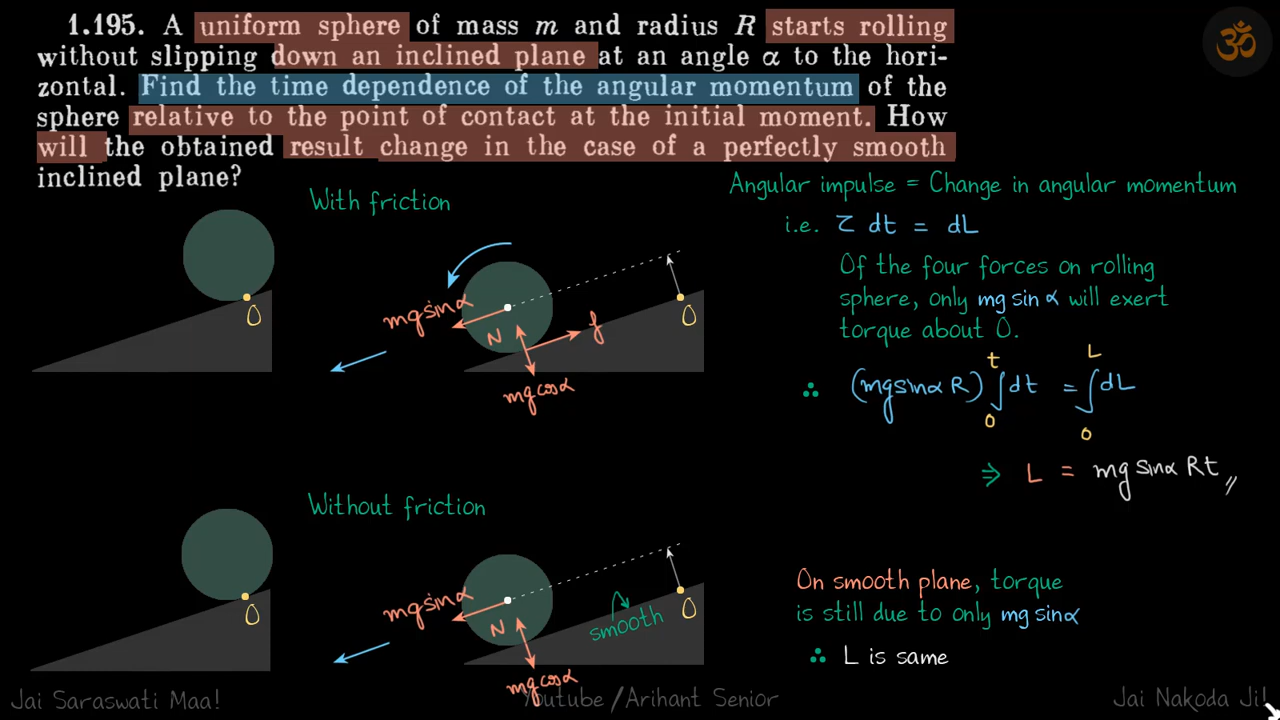 1.195. A uniform sphere of mass m and radius R starts rolling
without slipping down an inclined plane at an angle α to the hori-
zontal. Find the time dependence of the angular momentum of the
sphere relative to the point of contact at the initial moment. How
will the obtained result change in the case of a perfectly smooth
inclined plane?
With friction
O
mg sin α
N
f
O
mg cos α
Angular impulse = Change in angular momentum
i.e. τ dt = dL
Of the four forces on rolling
sphere, only mg sin α will exert
torque about O.
∴ (mg sin α R) ∫₀ᵗ dt = ∫₀ᴸ dL
⇒ L = mg sin α Rt //
Without friction
O
mg sin α
N
smooth
O
mg cos α
On smooth plane, torque
is still due to only mg sin α
∴ L is same
Jai Saraswati Maa!
Youtube /Arihant Senior
Jai Nakoda Ji!
ॐ